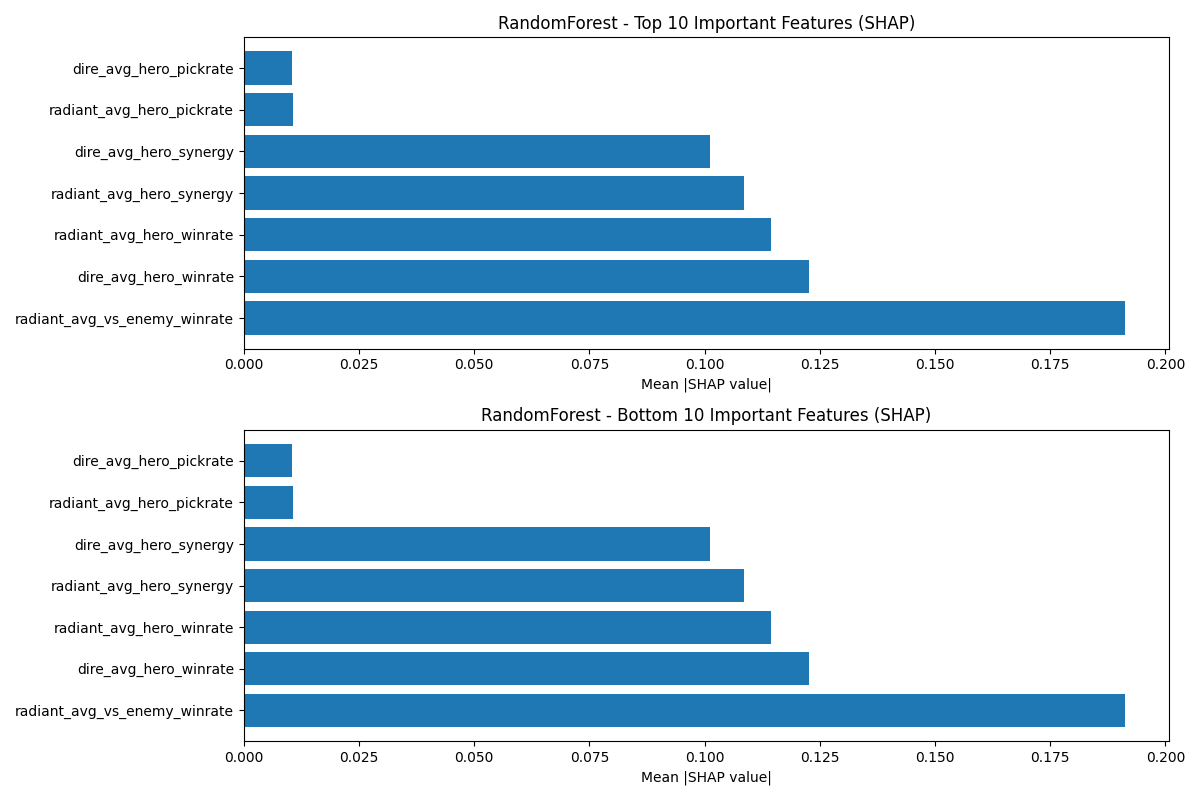 RandomForest - Top 10 Important Features (SHAP)
dire_avg_hero_pickrate
radiant_avg_hero_pickrate
dire_avg_hero_synergy
radiant_avg_hero_synergy
radiant_avg_hero_winrate
dire_avg_hero_winrate
radiant_avg_vs_enemy_winrate
0.000 0.025 0.050 0.075 0.100 0.125 0.150 0.175 0.200
Mean |SHAP value|
RandomForest - Bottom 10 Important Features (SHAP)
dire_avg_hero_pickrate
radiant_avg_hero_pickrate
dire_avg_hero_synergy
radiant_avg_hero_synergy
radiant_avg_hero_winrate
dire_avg_hero_winrate
radiant_avg_vs_enemy_winrate
0.000 0.025 0.050 0.075 0.100 0.125 0.150 0.175 0.200
Mean |SHAP value|